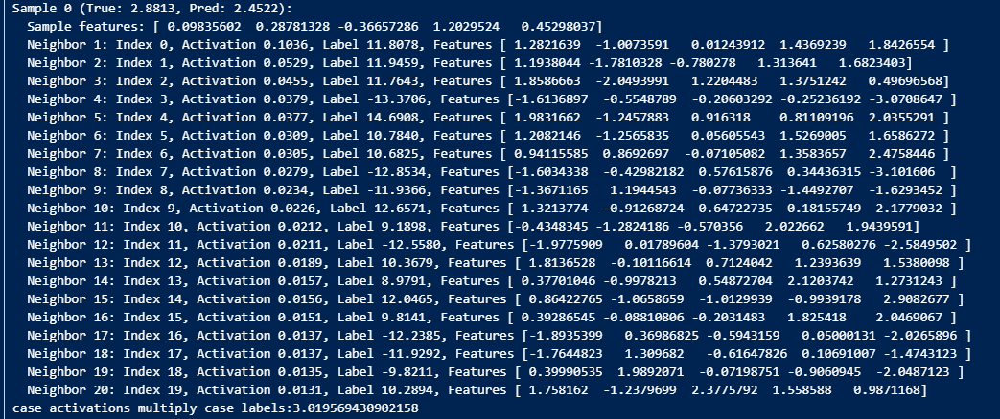 Sample 0 (True: 2.8813, Pred: 2.4522):
Sample features: [ 0.09835602  0.28781328 -0.36657286  1.2029524   0.45298037]
Neighbor 1: Index 0, Activation 0.1036, Label 11.8078, Features [ 1.2821639  -1.0073591   0.01243912  1.4369239   1.8426554 ]
Neighbor 2: Index 1, Activation 0.0529, Label 11.9459, Features [ 1.1938044 -1.7810328 -0.780278   1.313641   1.6823403]
Neighbor 3: Index 2, Activation 0.0455, Label 11.7643, Features [ 1.8586663  -2.0493991   1.2204483   1.3751242   0.49696568]
Neighbor 4: Index 3, Activation 0.0379, Label -13.3706, Features [-1.6136897  -0.5548789  -0.20603292 -0.25236192 -3.0708647 ]
Neighbor 5: Index 4, Activation 0.0377, Label 14.6908, Features [ 1.9831662  -1.2457883   0.916318    0.81109196  2.0355291 ]
Neighbor 6: Index 5, Activation 0.0309, Label 10.7840, Features [ 1.2082146  -1.2565835   0.05605543  1.5269005   1.6586272 ]
Neighbor 7: Index 6, Activation 0.0305, Label 10.6825, Features [ 0.94115585  0.8692697  -0.07105082  1.3583657   2.4758446 ]
Neighbor 8: Index 7, Activation 0.0279, Label -12.8534, Features [-1.6034338  -0.42982182  0.57615876  0.34436315 -3.101606  ]
Neighbor 9: Index 8, Activation 0.0234, Label -11.9366, Features [-1.3671165   1.1944543  -0.07736333 -1.4492707  -1.6293452 ]
Neighbor 10: Index 9, Activation 0.0226, Label 12.6571, Features [ 1.3213774  -0.91268724  0.64722735  0.18155749  2.1779032 ]
Neighbor 11: Index 10, Activation 0.0212, Label 9.1898, Features [-0.4348345 -1.2824186 -0.570356   2.022662   1.9439591]
Neighbor 12: Index 11, Activation 0.0211, Label -12.5580, Features [-1.9775909   0.01789604 -1.3793021   0.62580276 -2.5849502 ]
Neighbor 13: Index 12, Activation 0.0189, Label 10.3679, Features [ 1.8136528  -0.10116614  0.7124042   1.2393639   1.5380098 ]
Neighbor 14: Index 13, Activation 0.0157, Label 8.9791, Features [ 0.37701046 -0.9978213   0.54872704  2.1203742   1.2731243 ]
Neighbor 15: Index 14, Activation 0.0156, Label 12.0465, Features [ 0.86422765 -1.0658659  -1.0129939  -0.9939178   2.9082677 ]
Neighbor 16: Index 15, Activation 0.0151, Label 9.8141, Features [ 0.39286545 -0.08810806 -0.2031483   1.825418    2.0469067 ]
Neighbor 17: Index 16, Activation 0.0137, Label -12.2385, Features [-1.8935399   0.36986825 -0.5943159   0.05000131 -2.0265896 ]
Neighbor 18: Index 17, Activation 0.0137, Label -11.9292, Features [-1.7644823   1.309682   -0.61647826  0.10691007 -1.4743123 ]
Neighbor 19: Index 18, Activation 0.0135, Label -9.8211, Features [ 0.39990535  1.9892071  -0.07198751 -0.9060945  -2.0487123 ]
Neighbor 20: Index 19, Activation 0.0131, Label 10.2894, Features [ 1.758162  -1.2379699  2.3775792  1.558588   0.9871168]
case activations multiply case labels:3.019569430902158